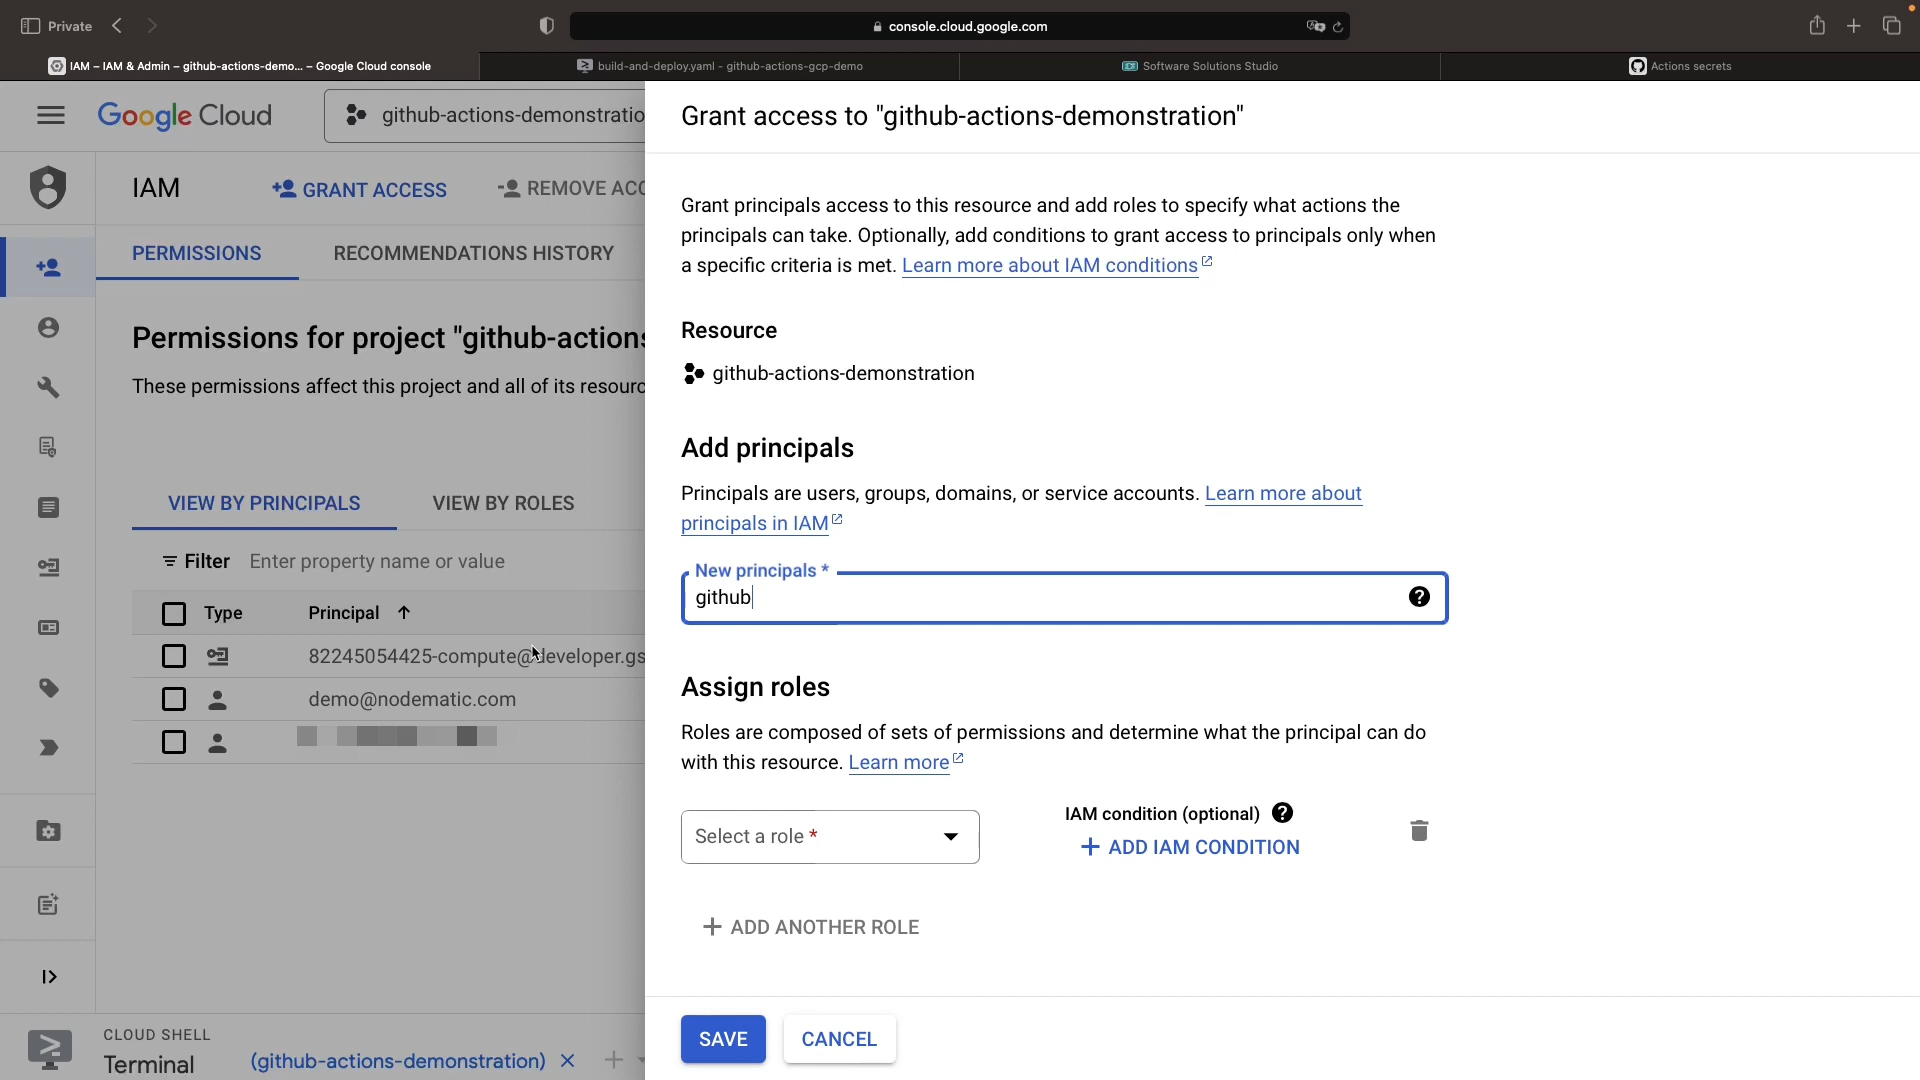 Private
console.cloud.google.com
IAM – IAM & Admin – github-actions-demo... – Google Cloud console
build-and-deploy.yaml - github-actions-gcp-demo
Software Solutions Studio
Actions secrets
Google Cloud
github-actions-demonstratio
IAM
GRANT ACCESS
REMOVE ACC
PERMISSIONS
RECOMMENDATIONS HISTORY
Permissions for project "github-actions
These permissions affect this project and all of its resourc
VIEW BY PRINCIPALS
VIEW BY ROLES
Filter Enter property name or value
Type Principal
82245054425-compute@developer.gs
demo@nodematic.com
CLOUD SHELL
Terminal
(github-actions-demonstration)
Grant access to "github-actions-demonstration"
Grant principals access to this resource and add roles to specify what actions the
principals can take. Optionally, add conditions to grant access to principals only when
a specific criteria is met. Learn more about IAM conditions
Resource
github-actions-demonstration
Add principals
Principals are users, groups, domains, or service accounts. Learn more about
principals in IAM
New principals *
github
Assign roles
Roles are composed of sets of permissions and determine what the principal can do
with this resource. Learn more
Select a role *
IAM condition (optional)
+ ADD IAM CONDITION
+ ADD ANOTHER ROLE
SAVE
CANCEL